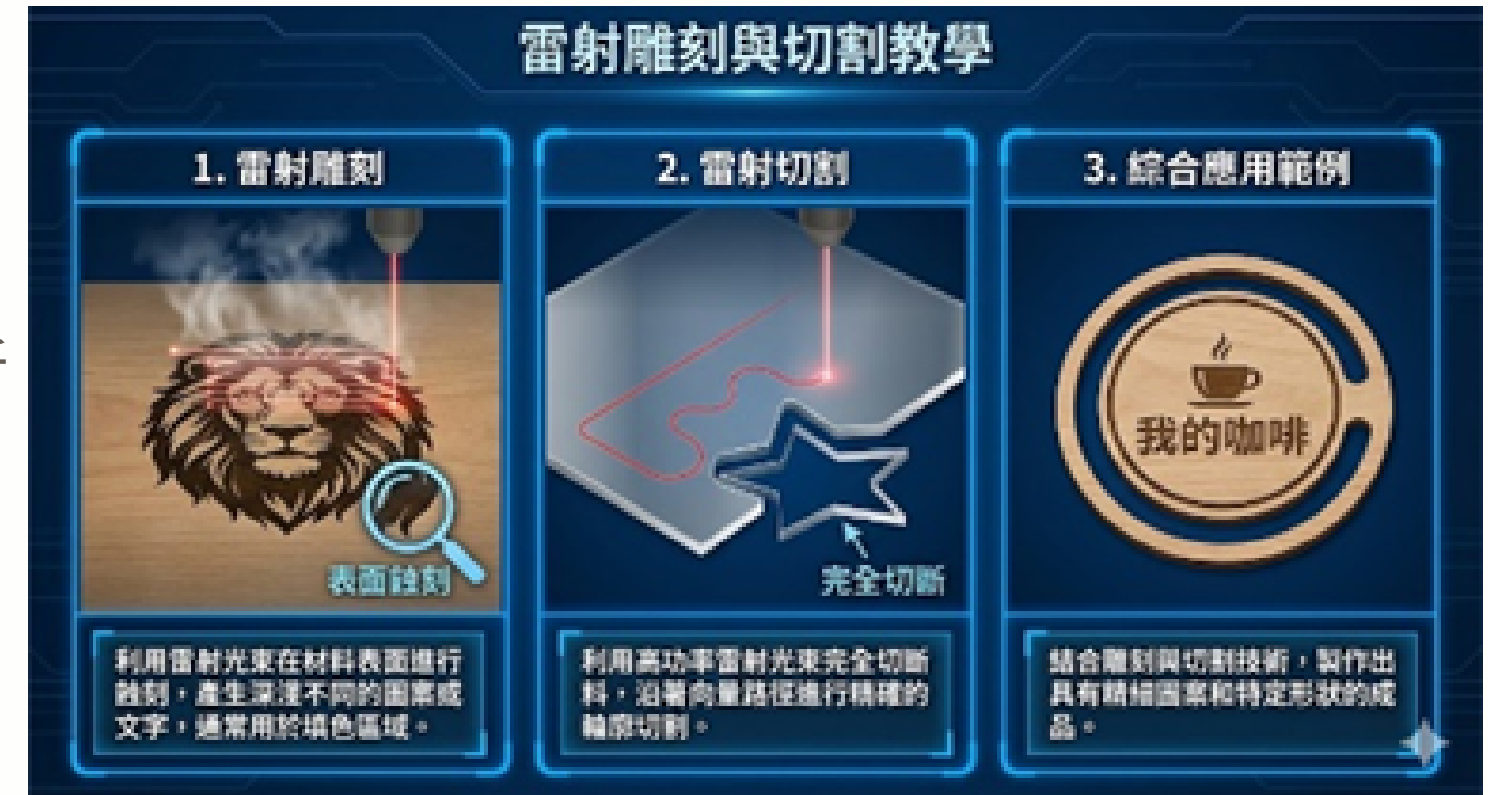 雷射雕刻與切割教學
1. 雷射雕刻
表面蝕刻
利用雷射光束在材料表面進行
蝕刻，產生深淺不同的圖案或
文字，通常用於填色區域。
2. 雷射切割
完全切斷
利用高功率雷射光束完全切斷
料，沿著向量路徑進行精確的
輪廓切割。
3. 綜合應用範例
我的咖啡
結合雕刻與切割技術，製作出
具有精細圖案和特定形狀的成
品。